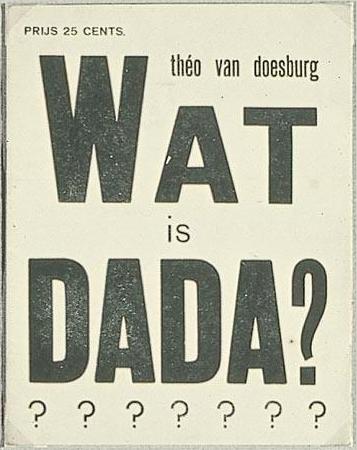 PRIJS 25 CENTS.
théo van doesburg
WAT
is
DADA?
? ? ? ? ? ? ?